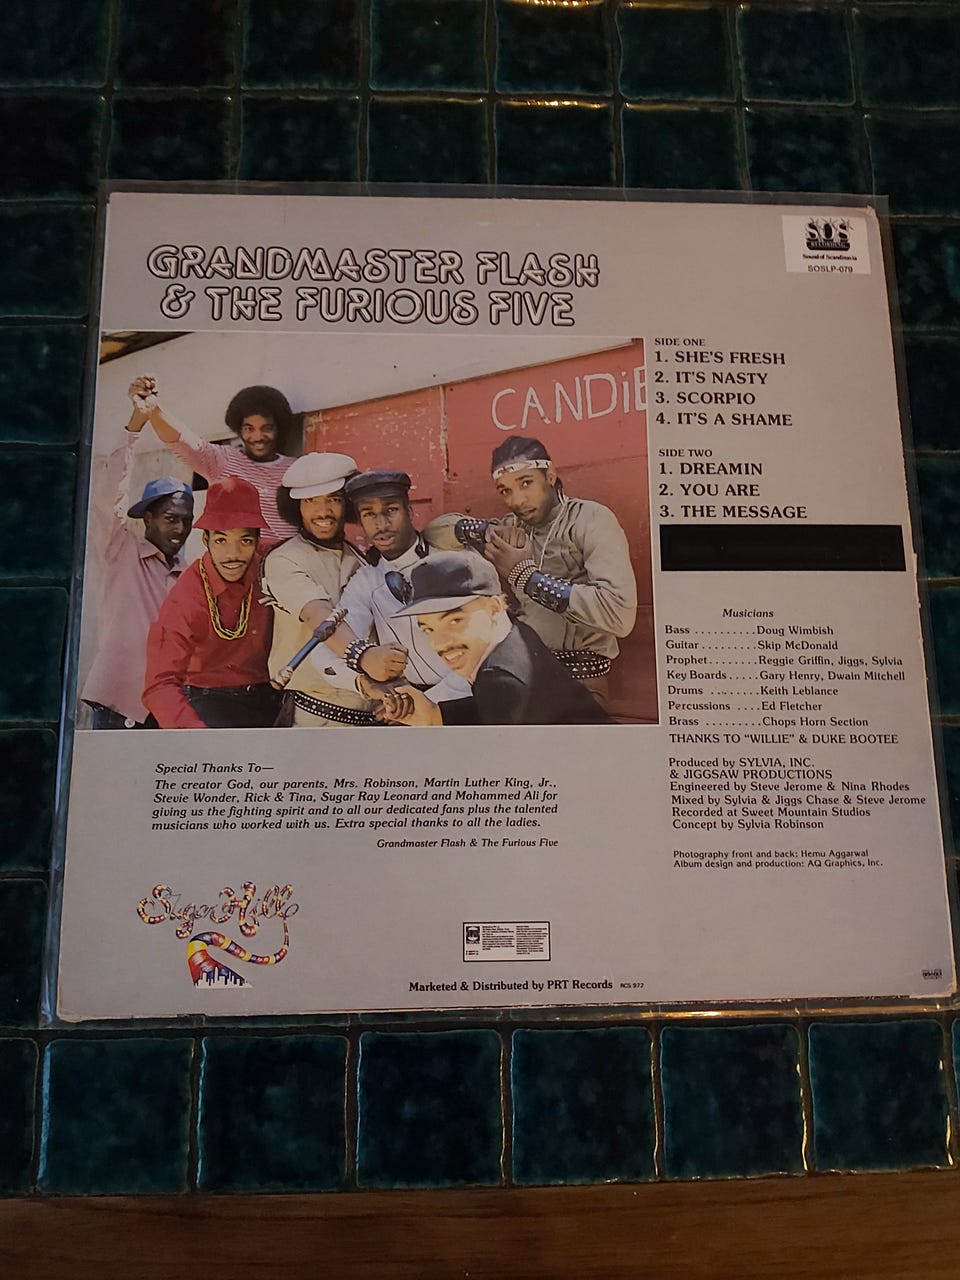 GRANDMASTER FLASH
& THE FURIOUS FIVE
SOS
RECORDING
Sound of Scandinavia
SOSLP-079
CANDiE
SIDE ONE
1. SHE'S FRESH
2. IT'S NASTY
3. SCORPIO
4. IT'S A SHAME
SIDE TWO
1. DREAMIN
2. YOU ARE
3. THE MESSAGE
Musicians
Bass ..........Doug Wimbish
Guitar .........Skip McDonald
Prophet........Reggie Griffin, Jiggs, Sylvia
Key Boards.....Gary Henry, Dwain Mitchell
Drums ........Keith Leblance
Percussions ....Ed Fletcher
Brass .........Chops Horn Section
THANKS TO "WILLIE" & DUKE BOOTEE
Produced by SYLVIA, INC.
& JIGGSAW PRODUCTIONS
Engineered by Steve Jerome & Nina Rhodes
Mixed by Sylvia & Jiggs Chase & Steve Jerome
Recorded at Sweet Mountain Studios
Concept by Sylvia Robinson
Photography front and back: Hemu Aggarwal
Album design and production: AQ Graphics, Inc.
Special Thanks To—
The creator God, our parents, Mrs. Robinson, Martin Luther King, Jr.,
Stevie Wonder, Rick & Tina, Sugar Ray Leonard and Mohammed Ali for
giving us the fighting spirit and to all our dedicated fans plus the talented
musicians who worked with us. Extra special thanks to all the ladies.
Grandmaster Flash & The Furious Five
Sugar Hill
Marketed & Distributed by PRT Records RCS 972